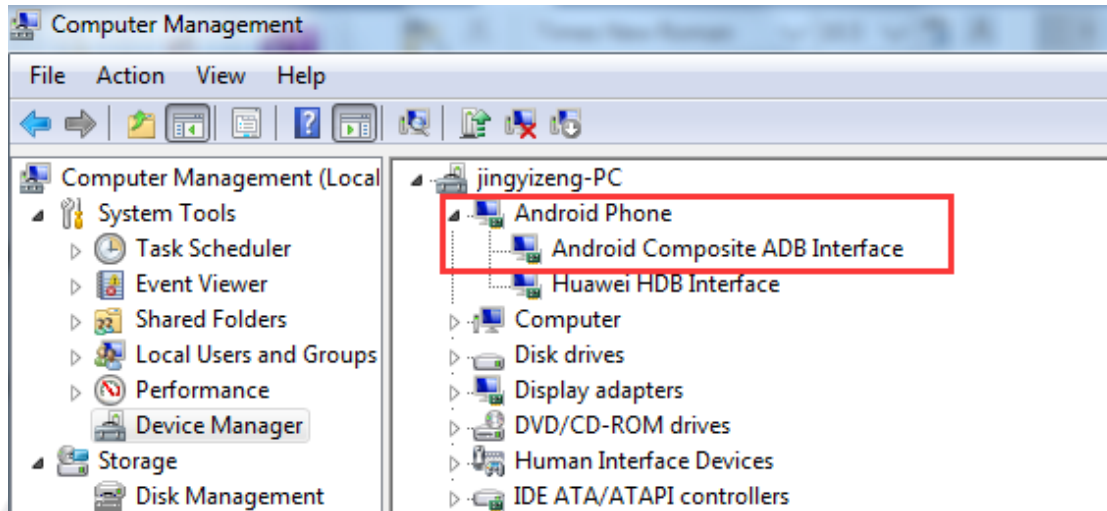 Computer Management
File Action View Help
Computer Management (Local
System Tools
Task Scheduler
Event Viewer
Shared Folders
Local Users and Groups
Performance
Device Manager
Storage
Disk Management
jingyizeng-PC
Android Phone
Android Composite ADB Interface
Huawei HDB Interface
Computer
Disk drives
Display adapters
DVD/CD-ROM drives
Human Interface Devices
IDE ATA/ATAPI controllers